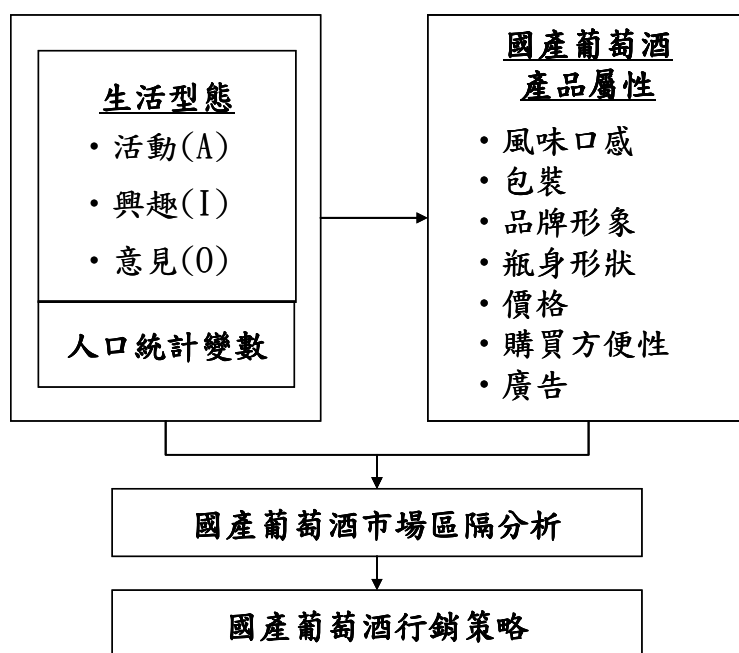 生活型態
・活動(A)
・興趣(I)
・意見(O)
人口統計變數
國產葡萄酒
產品屬性
・風味口感
・包裝
・品牌形象
・瓶身形狀
・價格
・購買方便性
・廣告
國產葡萄酒市場區隔分析
國產葡萄酒行銷策略